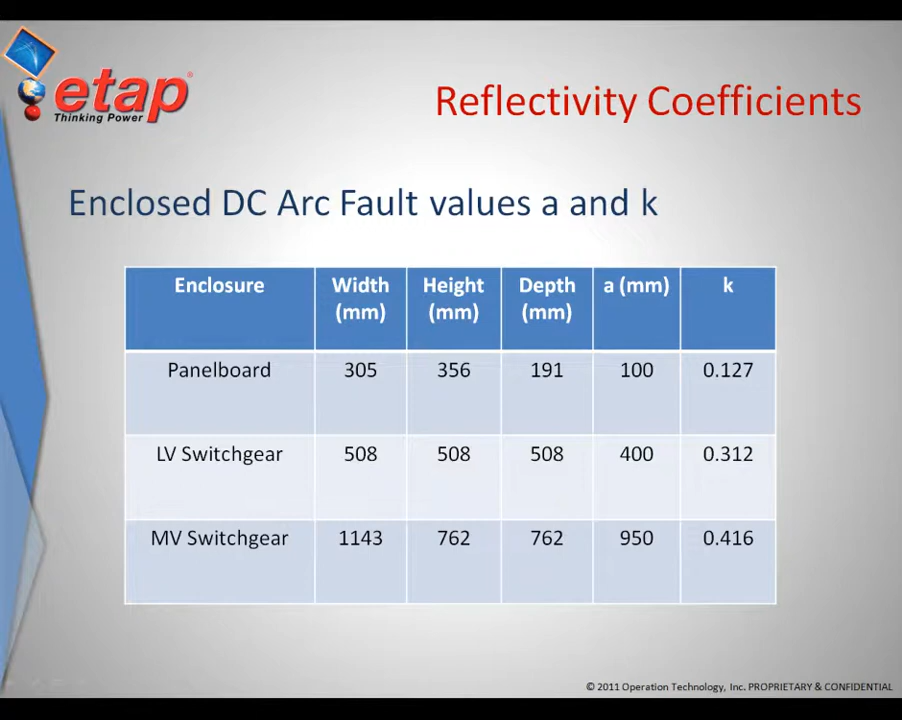 etap®
Thinking Power™
Reflectivity Coefficients
Enclosed DC Arc Fault values a and k
Enclosure Width (mm) Height (mm) Depth (mm) a (mm) k
Panelboard 305 356 191 100 0.127
LV Switchgear 508 508 508 400 0.312
MV Switchgear 1143 762 762 950 0.416
© 2011 Operation Technology, Inc. PROPRIETARY & CONFIDENTIAL